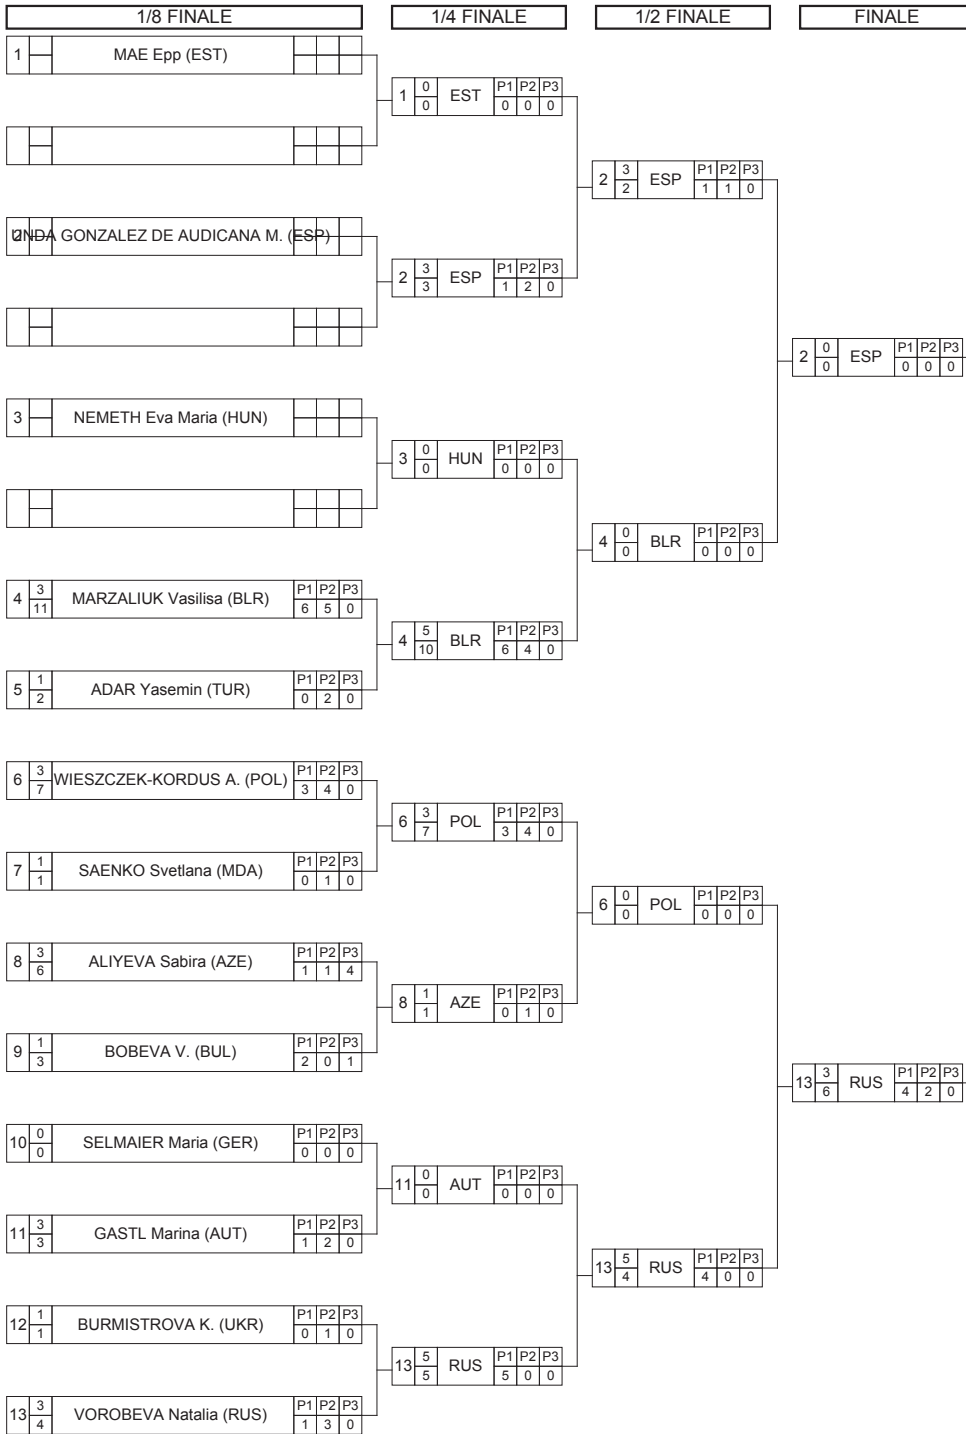 1/8 FINALE 1/4 FINALE 1/2 FINALE FINALE
1 MAE Epp (EST)
0 P1 P2 P3
1 EST
0 0 0 0
3 P1 P2 P3
2 ESP
2 1 1 0
2 UNDA GONZALEZ DE AUDICANA M. (ESP)
3 P1 P2 P3
2 ESP
3 1 2 0
0 P1 P2 P3
2 ESP
0 0 0 0
3 NEMETH Eva Maria (HUN)
0 P1 P2 P3
3 HUN
0 0 0 0
0 P1 P2 P3
4 BLR
0 0 0 0
3 P1 P2 P3
4 MARZALIUK Vasilisa (BLR)
11 6 5 0
5 P1 P2 P3
4 BLR
10 6 4 0
1 P1 P2 P3
5 ADAR Yasemin (TUR)
2 0 2 0
3 P1 P2 P3
6 WIESZCZEK-KORDUS A. (POL)
7 3 4 0
3 P1 P2 P3
6 POL
7 3 4 0
1 P1 P2 P3
7 SAENKO Svetlana (MDA)
1 0 1 0
0 P1 P2 P3
6 POL
0 0 0 0
3 P1 P2 P3
8 ALIYEVA Sabira (AZE)
6 1 1 4
1 P1 P2 P3
8 AZE
1 0 1 0
1 P1 P2 P3
9 BOBEVA V. (BUL)
3 2 0 1
3 P1 P2 P3
13 RUS
6 4 2 0
0 P1 P2 P3
10 SELMAIER Maria (GER)
0 0 0 0
0 P1 P2 P3
11 AUT
0 0 0 0
3 P1 P2 P3
11 GASTL Marina (AUT)
3 1 2 0
5 P1 P2 P3
13 RUS
4 4 0 0
1 P1 P2 P3
12 BURMISTROVA K. (UKR)
1 0 1 0
5 P1 P2 P3
13 RUS
5 5 0 0
3 P1 P2 P3
13 VOROBEVA Natalia (RUS)
4 1 3 0